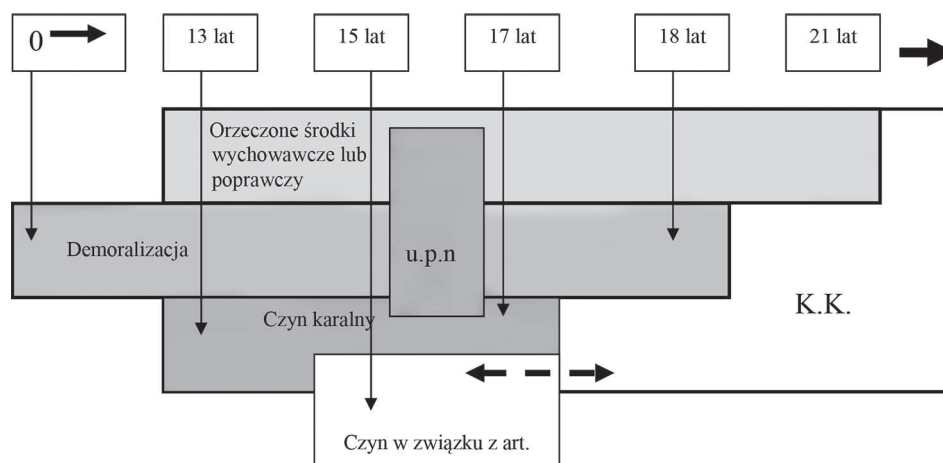 0
13 lat
15 lat
17 lat
18 lat
21 lat
Orzeczone środki
wychowawcze lub
poprawczy
Demoralizacja
u.p.n
K.K.
Czyn karalny
Czyn w związku z art.